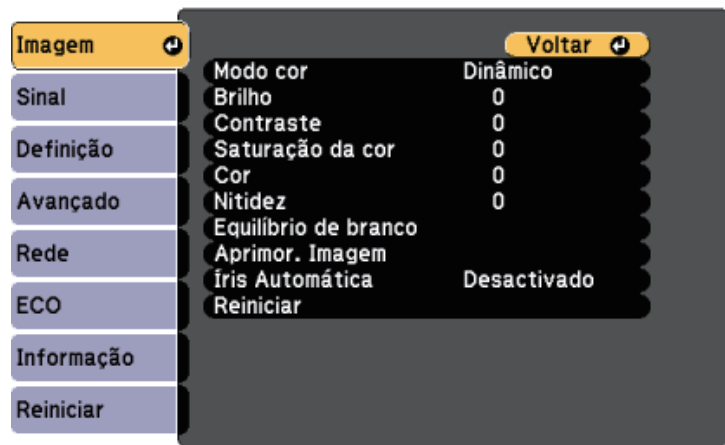 Imagem
Sinal
Definição
Avançado
Rede
ECO
Informação
Reiniciar
Voltar
Modo cor Dinâmico
Brilho 0
Contraste 0
Saturação da cor 0
Cor 0
Nitidez 0
Equilíbrio de branco
Aprimor. Imagem
Íris Automática Desactivado
Reiniciar